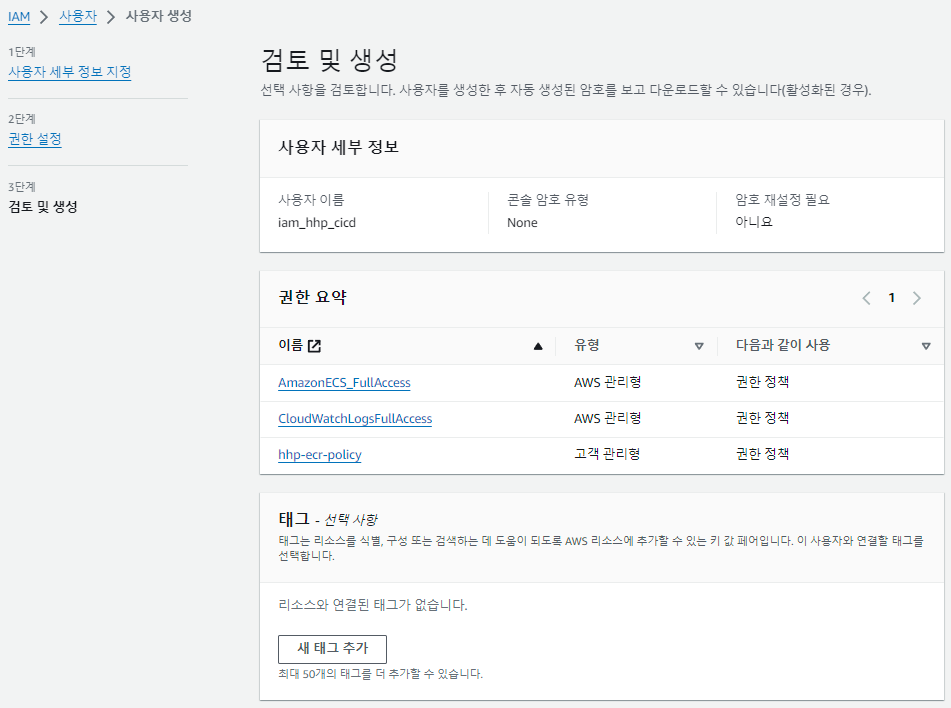 IAM > 사용자 > 사용자 생성
1단계
사용자 세부 정보 지정
2단계
권한 설정
3단계
검토 및 생성
검토 및 생성
선택 사항을 검토합니다. 사용자를 생성한 후 자동 생성된 암호를 보고 다운로드할 수 있습니다(활성화된 경우).
사용자 세부 정보
사용자 이름
iam_hhp_cicd
콘솔 암호 유형
None
암호 재설정 필요
아니요
권한 요약
1
이름 유형 다음과 같이 사용
AmazonECS_FullAccess AWS 관리형 권한 정책
CloudWatchLogsFullAccess AWS 관리형 권한 정책
hhp-ecr-policy 고객 관리형 권한 정책
태그 - 선택 사항
태그는 리소스를 식별, 구성 또는 검색하는 데 도움이 되도록 AWS 리소스에 추가할 수 있는 키 값 페어입니다. 이 사용자와 연결할 태그를
선택합니다.
리소스와 연결된 태그가 없습니다.
새 태그 추가
최대 50개의 태그를 더 추가할 수 있습니다.